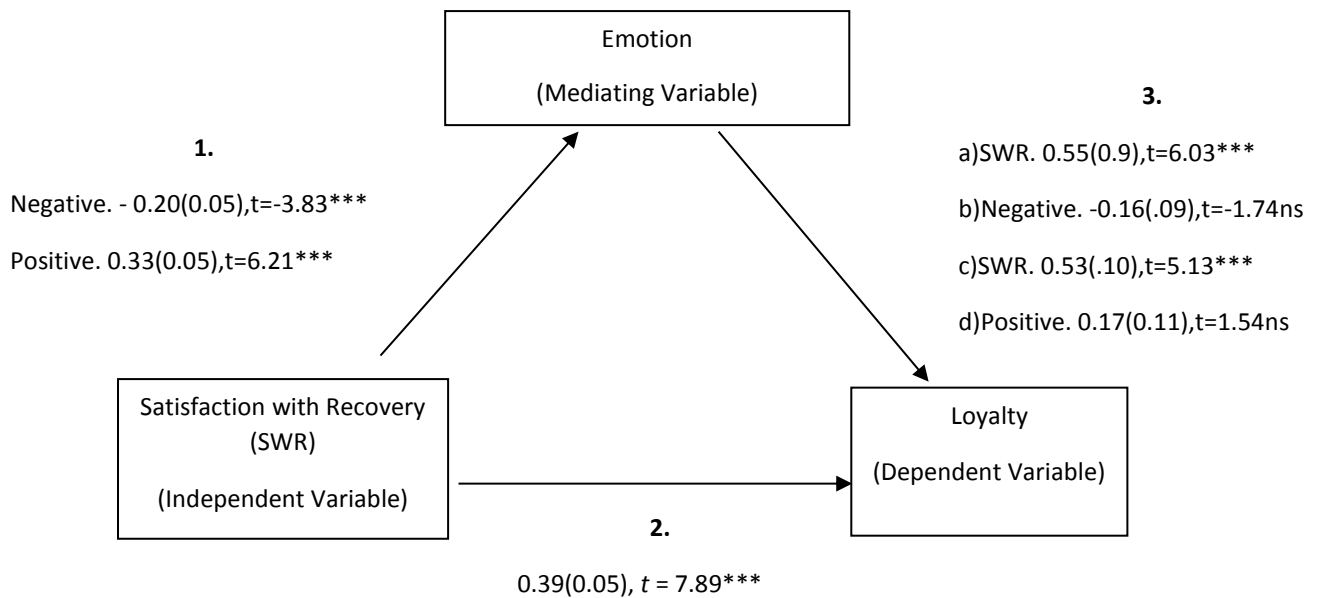 Emotion
(Mediating Variable)
1.
Negative. - 0.20(0.05),t=-3.83***
Positive. 0.33(0.05),t=6.21***
3.
a)SWR. 0.55(0.9),t=6.03***
b)Negative. -0.16(.09),t=-1.74ns
c)SWR. 0.53(.10),t=5.13***
d)Positive. 0.17(0.11),t=1.54ns
Satisfaction with Recovery
(SWR)
(Independent Variable)
Loyalty
(Dependent Variable)
2.
0.39(0.05), t = 7.89***